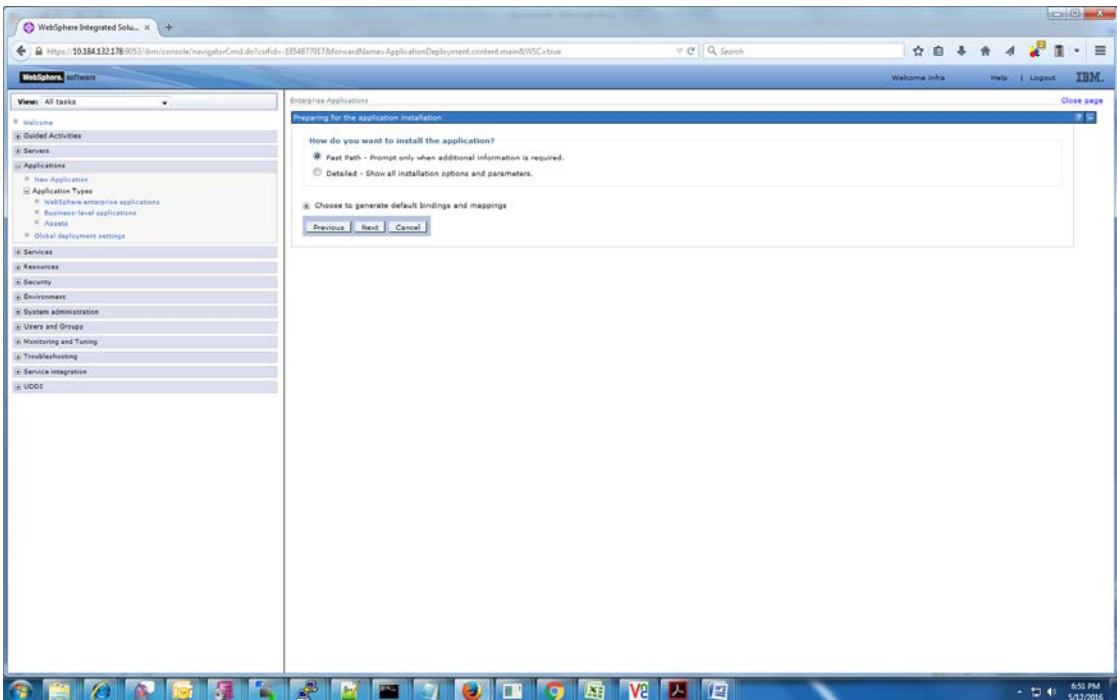 WebSphere Integrated Solu... ×
https://10.184.132.178:9053/ibm/console/navigatorCmd.do?csrfid=-1854877917&forwardName=ApplicationDeployment.content.main&WSC=true
Search
WebSphere. software
Welcome infra
Help | Logout
IBM.
View: All tasks
Welcome
Guided Activities
Servers
Applications
New Application
Application Types
WebSphere enterprise applications
Business-level applications
Assets
Global deployment settings
Services
Resources
Security
Environment
System administration
Users and Groups
Monitoring and Tuning
Troubleshooting
Service integration
UDDI
Enterprise Applications
Close page
Preparing for the application installation
How do you want to install the application?
Fast Path - Prompt only when additional information is required.
Detailed - Show all installation options and parameters.
Choose to generate default bindings and mappings
Previous Next Cancel
6:51 PM
5/12/2016